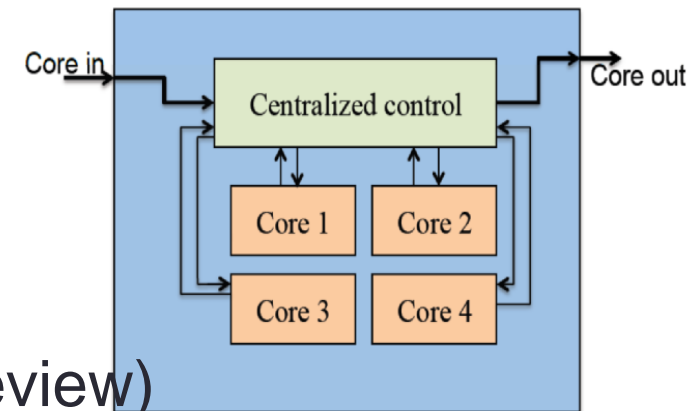 Core in
Core out
Centralized control
Core 1
Core 2
Core 3
Core 4
eview)